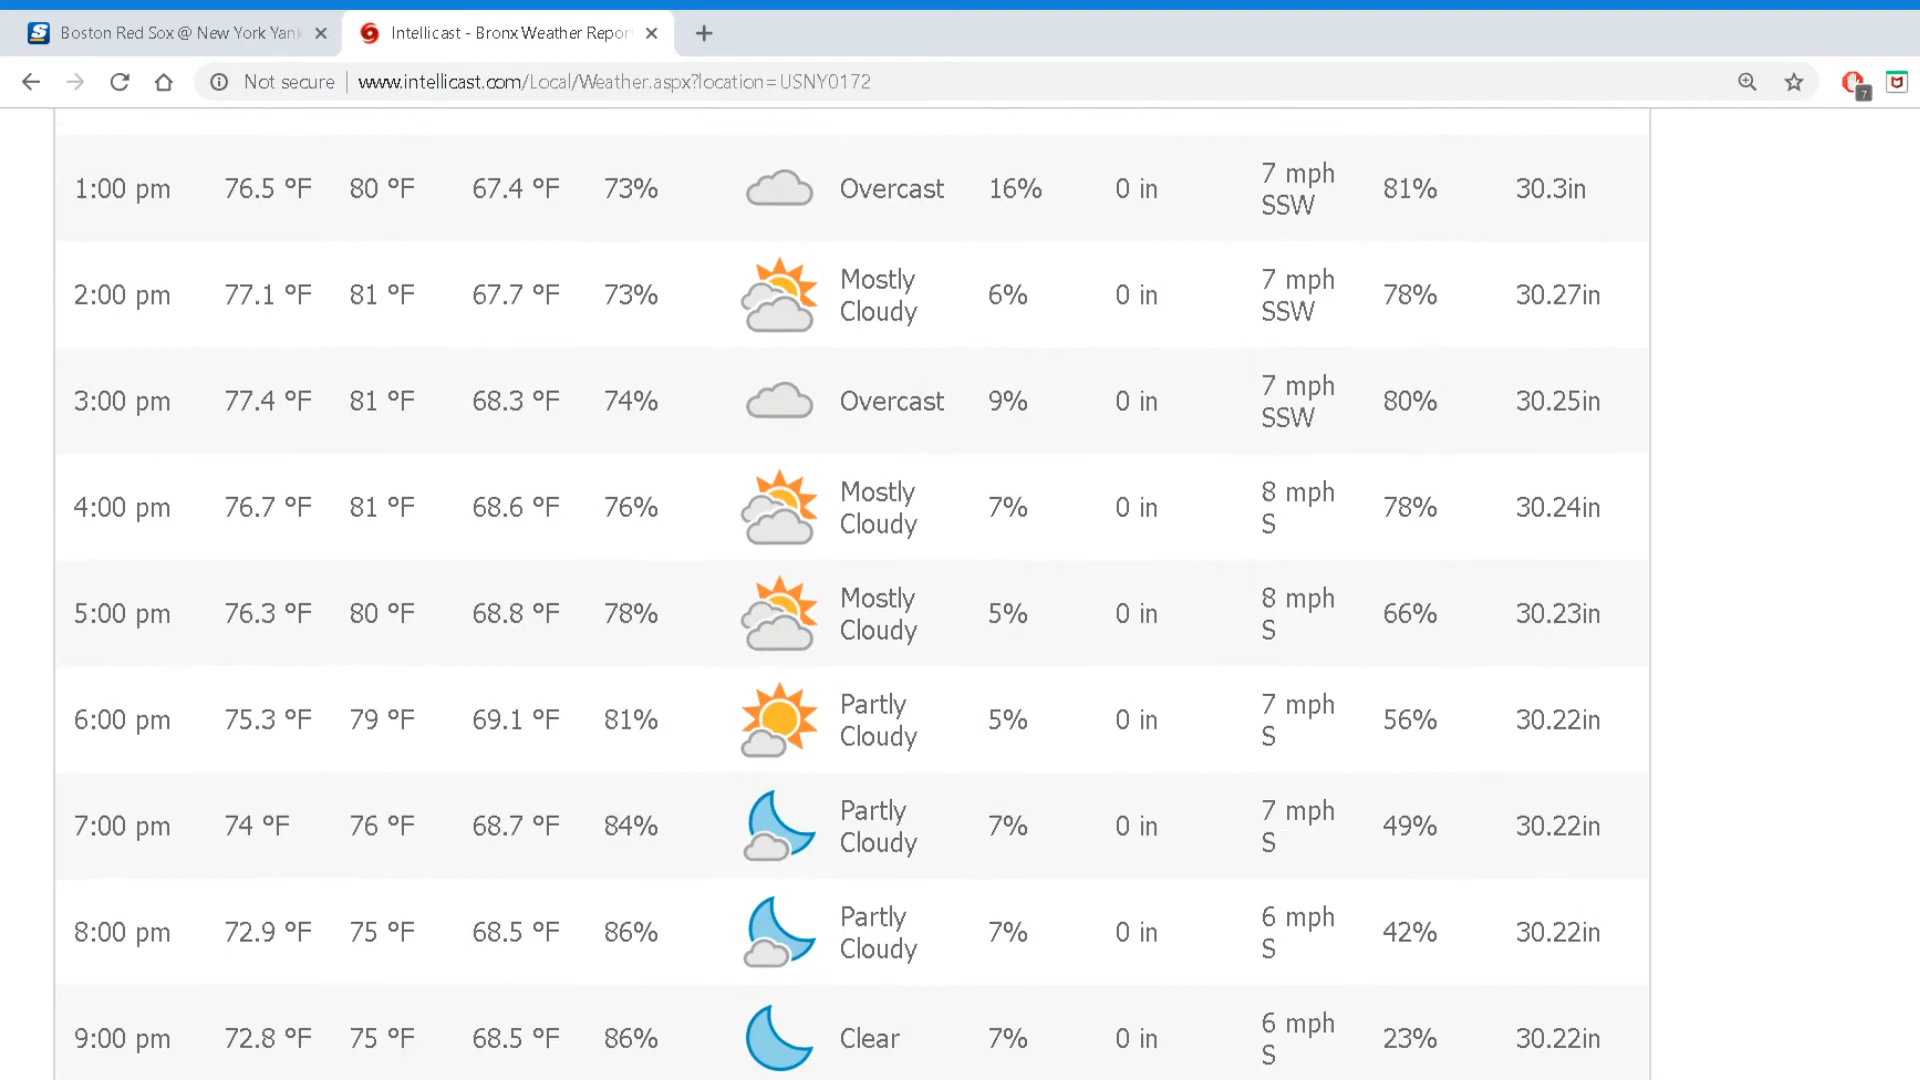 Boston Red Sox @ New York Yank
Intellicast - Bronx Weather Repor
Not secure www.intellicast.com/Local/Weather.aspx?location=USNY0172
7
1:00 pm 76.5 °F 80 °F 67.4 °F 73% Overcast 16% 0 in 7 mph SSW 81% 30.3in
2:00 pm 77.1 °F 81 °F 67.7 °F 73% Mostly Cloudy 6% 0 in 7 mph SSW 78% 30.27in
3:00 pm 77.4 °F 81 °F 68.3 °F 74% Overcast 9% 0 in 7 mph SSW 80% 30.25in
4:00 pm 76.7 °F 81 °F 68.6 °F 76% Mostly Cloudy 7% 0 in 8 mph S 78% 30.24in
5:00 pm 76.3 °F 80 °F 68.8 °F 78% Mostly Cloudy 5% 0 in 8 mph S 66% 30.23in
6:00 pm 75.3 °F 79 °F 69.1 °F 81% Partly Cloudy 5% 0 in 7 mph S 56% 30.22in
7:00 pm 74 °F 76 °F 68.7 °F 84% Partly Cloudy 7% 0 in 7 mph S 49% 30.22in
8:00 pm 72.9 °F 75 °F 68.5 °F 86% Partly Cloudy 7% 0 in 6 mph S 42% 30.22in
9:00 pm 72.8 °F 75 °F 68.5 °F 86% Clear 7% 0 in 6 mph S 23% 30.22in